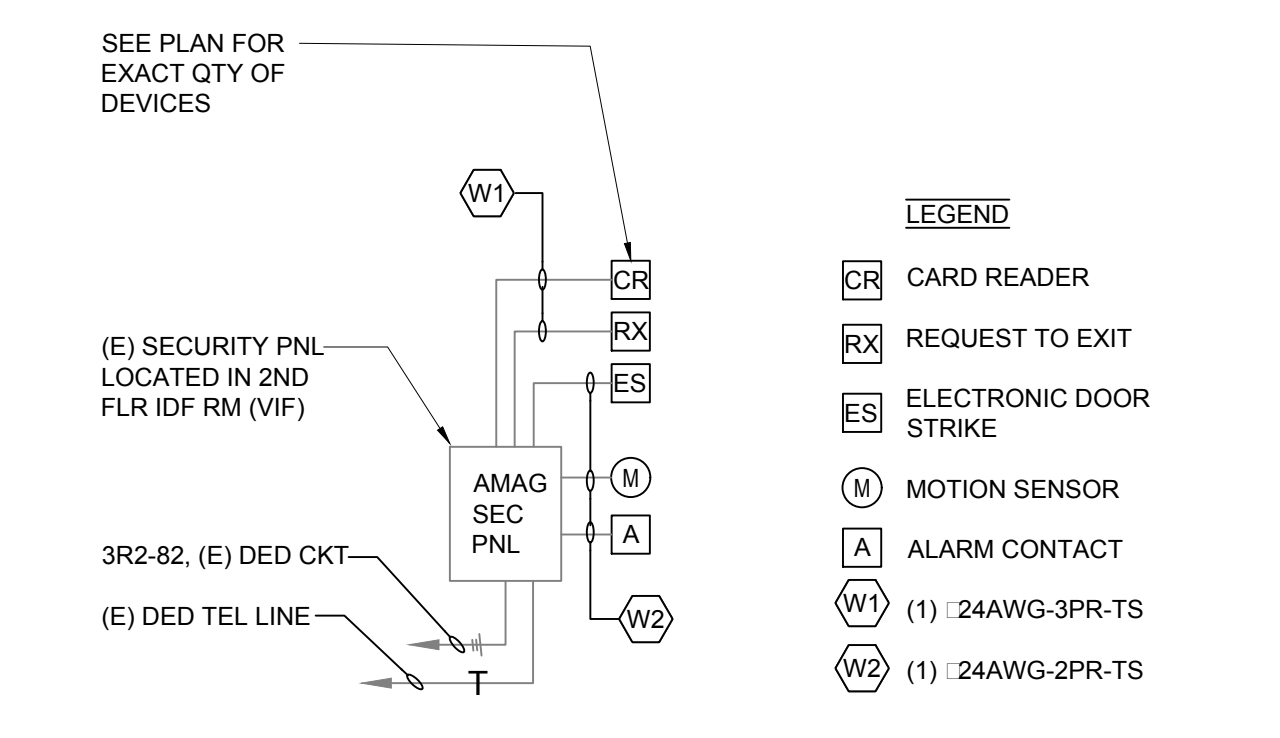 SEE PLAN FOR
EXACT QTY OF
DEVICES
W1
CR
RX
ES
(E) SECURITY PNL
LOCATED IN 2ND
FLR IDF RM (VIF)
AMAG
SEC
PNL
M
A
3R2-82, (E) DED CKT
(E) DED TEL LINE
W2
T
LEGEND
CR CARD READER
RX REQUEST TO EXIT
ES ELECTRONIC DOOR
STRIKE
M MOTION SENSOR
A ALARM CONTACT
W1 (1) □24AWG-3PR-TS
W2 (1) □24AWG-2PR-TS